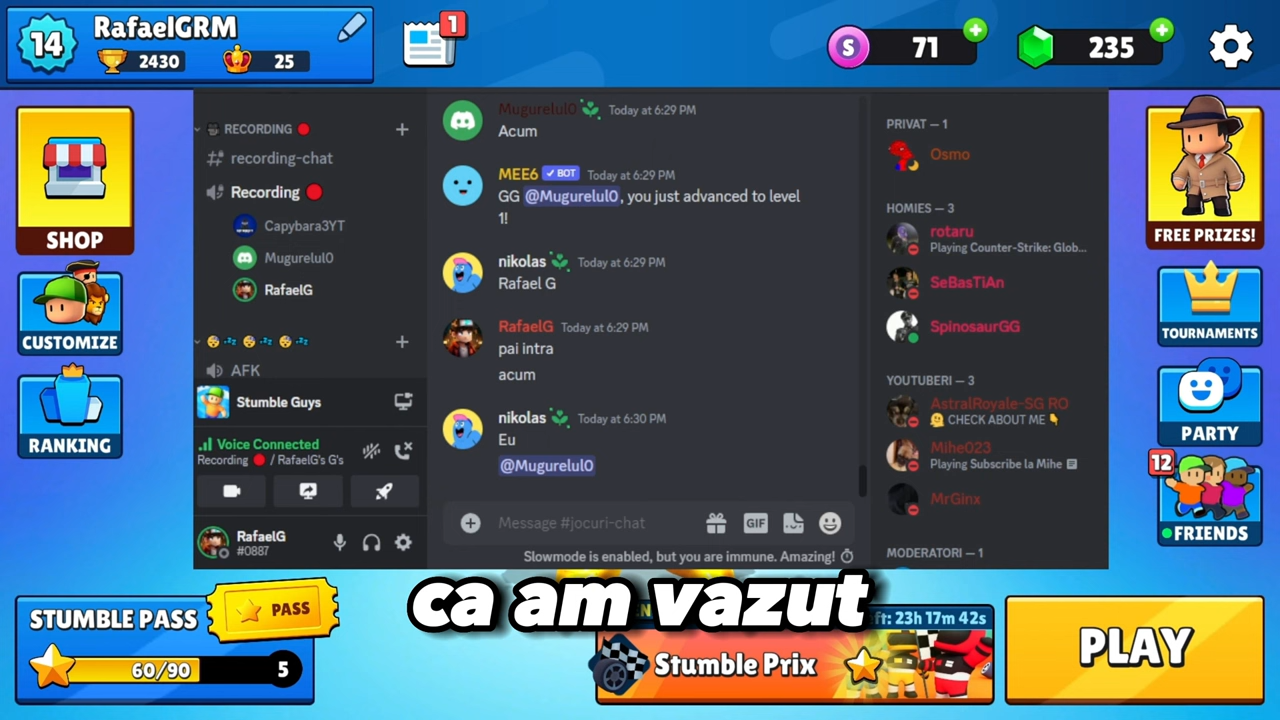 14
RafaelGRM
2430
25
1
S
71
235
SHOP
CUSTOMIZE
RANKING
RECORDING
recording-chat
Recording
Capybara3YT
Mugurelul0
RafaelG
AFK
Stumble Guys
Voice Connected
Recording / RafaelG's G's
RafaelG
#0887
Mugurelul0 Today at 6:29 PM
Acum
MEE6 BOT Today at 6:29 PM
GG @Mugurelul0, you just advanced to level
1!
nikolas Today at 6:29 PM
Rafael G
RafaelG Today at 6:29 PM
pai intra
acum
nikolas Today at 6:30 PM
Eu
@Mugurelul0
Message #jocuri-chat
GIF
Slowmode is enabled, but you are immune. Amazing!
PRIVAT — 1
Osmo
HOMIES — 3
rotaru
Playing Counter-Strike: Glob...
SeBasTiAn
SpinosaurGG
YOUTUBERI — 3
AstralRoyale-SG RO
CHECK ABOUT ME
Mihe023
Playing Subscribe la Mihe
MrGinx
MODERATORI — 1
FREE PRIZES!
TOURNAMENTS
PARTY
12
FRIENDS
ca am vazut
STUMBLE PASS
PASS
60/90
5
ft: 23h 17m 42s
Stumble Prix
PLAY